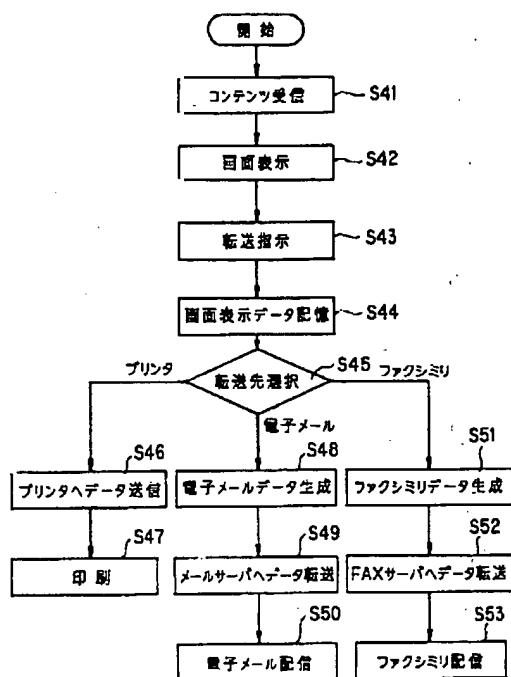 開始
コンテンツ受信
S41
画面表示
S42
転送指示
S43
画面表示データ記憶
S44
転送先選択
S45
プリンタ
電子メール
ファクシミリ
S46
プリンタへデータ送信
S47
印刷
S48
電子メールデータ生成
S49
メールサーバへデータ転送
S50
電子メール配信
S51
ファクシミリデータ生成
S52
FAXサーバへデータ転送
S53
ファクシミリ配信